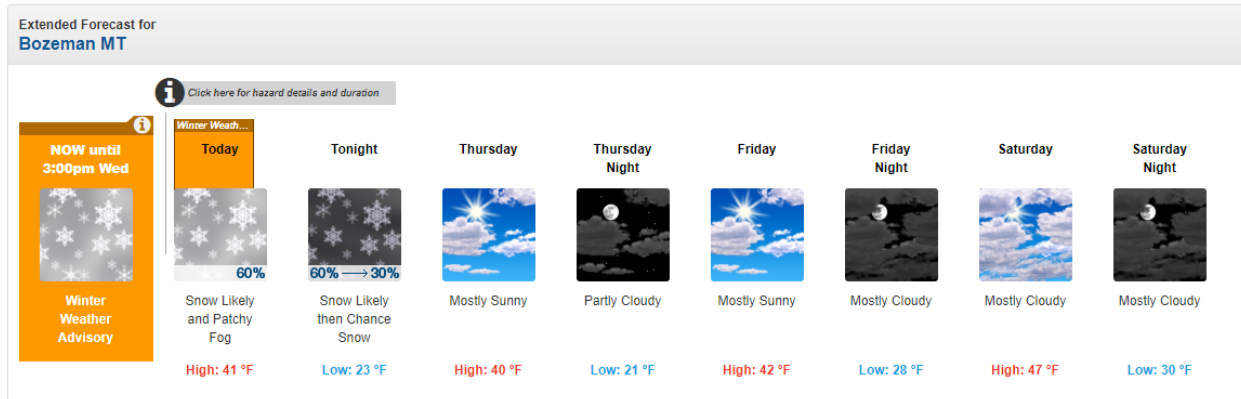 Extended Forecast for
Bozeman MT
Click here for hazard details and duration
NOW until
3:00pm Wed
Winter
Weather
Advisory
Winter Weath...
Today
60%
Snow Likely
and Patchy
Fog
High: 41 °F
Tonight
60% → 30%
Snow Likely
then Chance
Snow
Low: 23 °F
Thursday
Mostly Sunny
High: 40 °F
Thursday
Night
Partly Cloudy
Low: 21 °F
Friday
Mostly Sunny
High: 42 °F
Friday
Night
Mostly Cloudy
Low: 28 °F
Saturday
Mostly Cloudy
High: 47 °F
Saturday
Night
Mostly Cloudy
Low: 30 °F